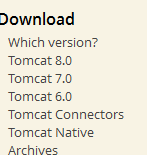 Download
Which version?
Tomcat 8.0
Tomcat 7.0
Tomcat 6.0
Tomcat Connectors
Tomcat Native
Archives